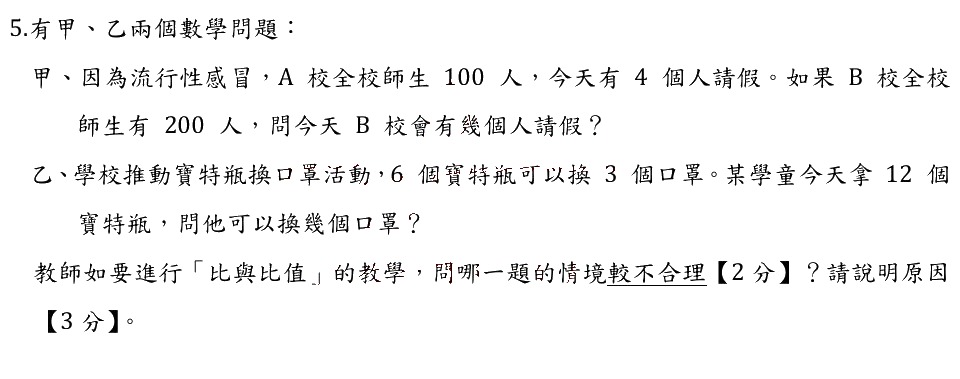 5.有甲、乙兩個數學問題：
甲、因為流行性感冒，A 校全校師生 100 人，今天有 4 個人請假。如果 B 校全校
師生有 200 人，問今天 B 校會有幾個人請假？
乙、學校推動寶特瓶換口罩活動，6 個寶特瓶可以換 3 個口罩。某學童今天拿 12 個
寶特瓶，問他可以換幾個口罩？
教師如要進行「比與比值」的教學，問哪一題的情境較不合理【2 分】？請說明原因
【3 分】。